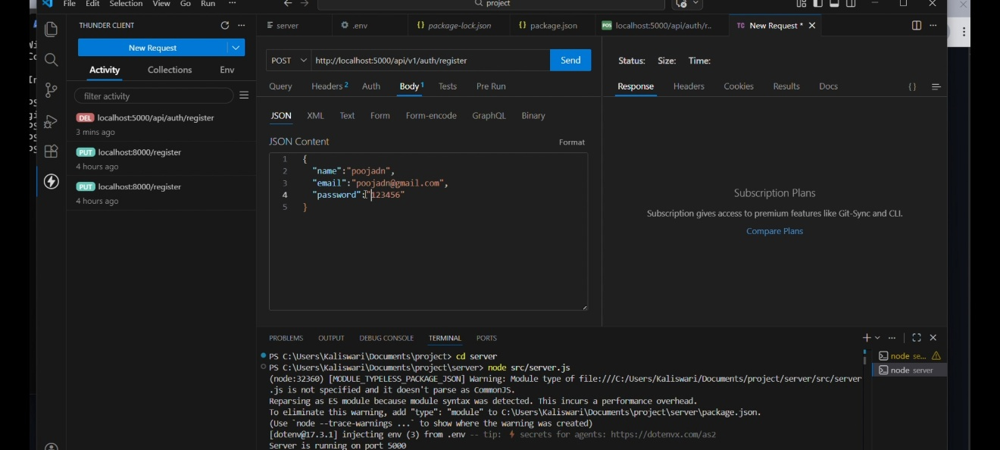 File Edit Selection View Go Run ··· project
THUNDER CLIENT
New Request
Activity Collections Env
filter activity
DEL localhost:5000/api/auth/register
3 mins ago
PUT localhost:8000/register
4 hours ago
PUT localhost:8000/register
4 hours ago
server .env {} package-lock.json {} package.json POS localhost:5000/api/auth/r.. TC New Request *
POST http://localhost:5000/api/v1/auth/register Send
Query Headers 2 Auth Body 1 Tests Pre Run
JSON XML Text Form Form-encode GraphQL Binary
JSON Content Format
1 {
2 "name":"poojadn",
3 "email":"poojadn@gmail.com",
4 "password":"123456"
5 }
Status: Size: Time:
Response Headers Cookies Results Docs {}
Subscription Plans
Subscription gives access to premium features like Git-Sync and CLI.
Compare Plans
PROBLEMS OUTPUT DEBUG CONSOLE TERMINAL PORTS
PS C:\Users\Kaliswari\Documents\project> cd server
PS C:\Users\Kaliswari\Documents\project\server> node src/server.js
(node:32360) [MODULE_TYPELESS_PACKAGE_JSON] Warning: Module type of file:///C:/Users/Kaliswari/Documents/project/server/src/server
.js is not specified and it doesn't parse as CommonJS.
Reparsing as ES module because module syntax was detected. This incurs a performance overhead.
To eliminate this warning, add "type": "module" to C:\Users\Kaliswari\Documents\project\server\package.json.
(Use `node --trace-warnings ...` to show where the warning was created)
[dotenv@17.3.1] injecting env (3) from .env -- tip: ⚡ secrets for agents: https://dotenvx.com/as2
Server is running on port 5000
node se...
node server